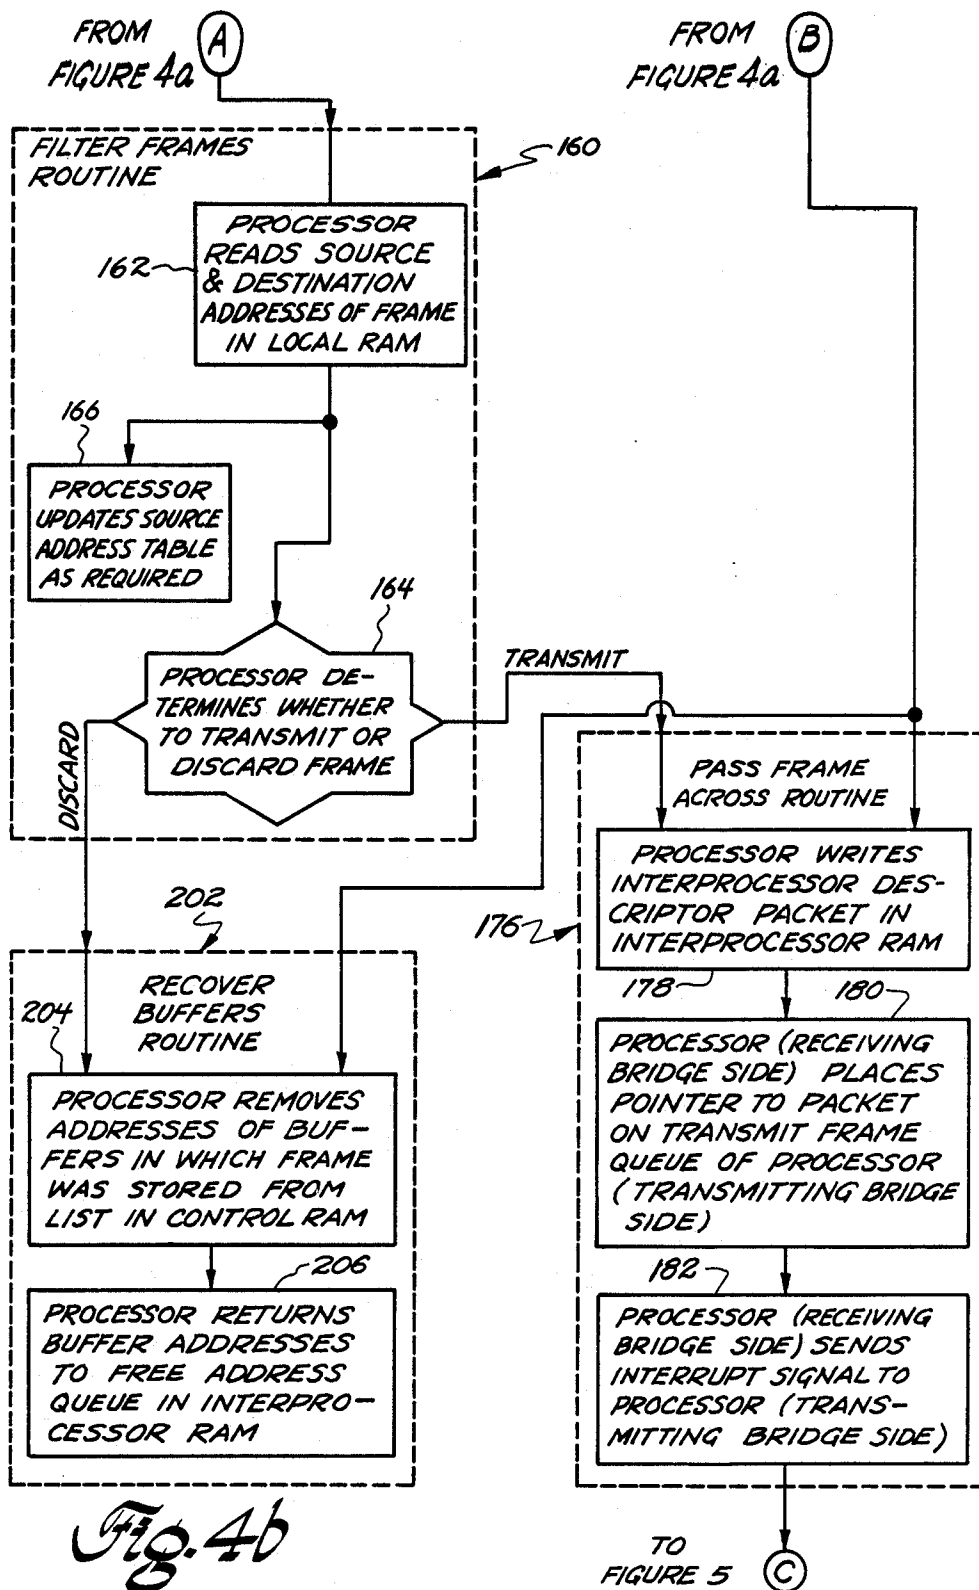 FROM
FIGURE 4a
A
FROM
FIGURE 4a
B
FILTER FRAMES
ROUTINE
160
PROCESSOR
READS SOURCE
& DESTINATION
ADDRESSES OF FRAME
IN LOCAL RAM
162
166
PROCESSOR
UPDATES SOURCE
ADDRESS TABLE
AS REQUIRED
164
PROCESSOR DE-
TERMINES WHETHER
TO TRANSMIT OR
DISCARD FRAME
TRANSMIT
DISCARD
PASS FRAME
ACROSS ROUTINE
176
PROCESSOR WRITES
INTERPROCESSOR DES-
CRIPTOR PACKET IN
INTERPROCESSOR RAM
178
180
PROCESSOR (RECEIVING
BRIDGE SIDE) PLACES
POINTER TO PACKET
ON TRANSMIT FRAME
QUEUE OF PROCESSOR
(TRANSMITTING BRIDGE
SIDE)
182
PROCESSOR (RECEIVING
BRIDGE SIDE) SENDS
INTERRUPT SIGNAL TO
PROCESSOR (TRANS-
MITTING BRIDGE SIDE)
202
RECOVER
BUFFERS
ROUTINE
204
PROCESSOR REMOVES
ADDRESSES OF BUF-
FERS IN WHICH FRAME
WAS STORED FROM
LIST IN CONTROL RAM
206
PROCESSOR RETURNS
BUFFER ADDRESSES
TO FREE ADDRESS
QUEUE IN INTERPRO-
CESSOR RAM
Fig. 4b
TO
FIGURE 5
C